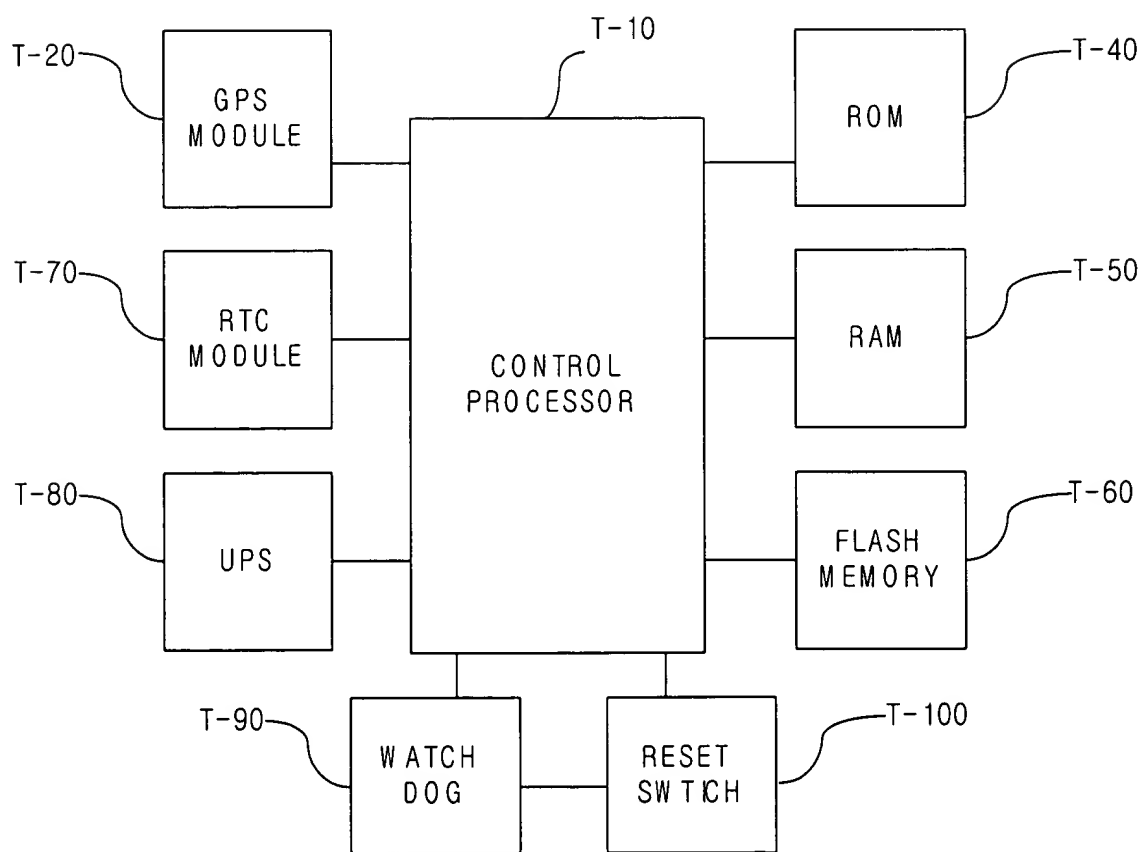 T-10
T-20
GPS
MODULE
T-40
ROM
T-70
RTC
MODULE
CONTROL
PROCESSOR
T-50
RAM
T-80
UPS
T-60
FLASH
MEMORY
T-90
WATCH
DOG
T-100
RESET
SWTICH